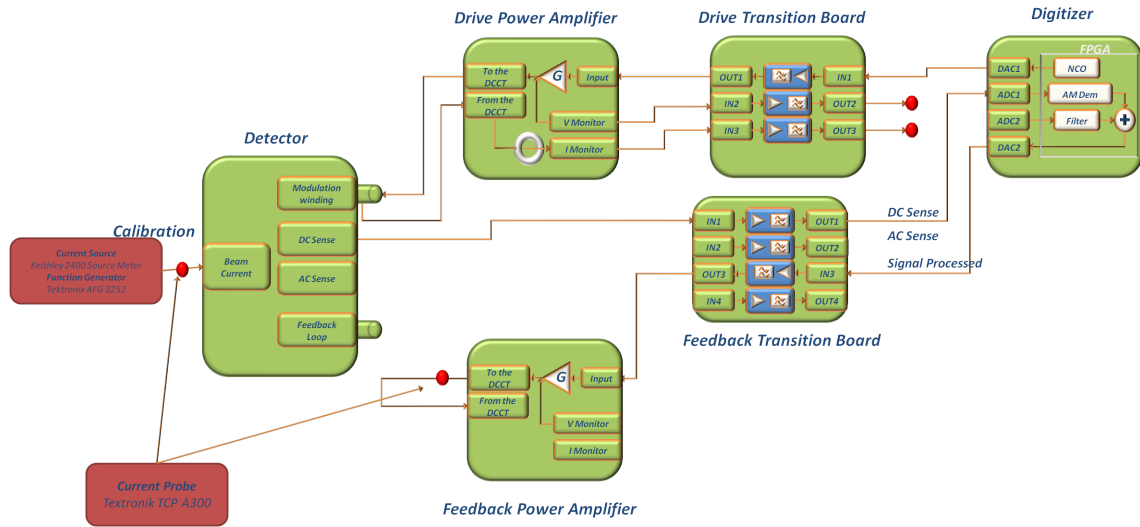 Drive Power Amplifier
Drive Transition Board
Digitizer
FPGA
To the
DCCT
G
Input
From the
DCCT
V Monitor
I Monitor
OUT1
IN1
IN2
OUT2
IN3
OUT3
DAC1
NCO
ADC1
AM Dem
ADC2
Filter
+
DAC2
Detector
Modulation
winding
DC Sense
AC Sense
Beam
Current
Feedback
Loop
Calibration
Current Source
Keithley 2400 Source Meter
Function Generator
Tektronix AFG 3252
IN1
OUT1
IN2
OUT2
OUT3
IN3
IN4
OUT4
DC Sense
AC Sense
Signal Processed
Feedback Transition Board
To the
DCCT
G
Input
From the
DCCT
V Monitor
I Monitor
Feedback Power Amplifier
Current Probe
Textronik TCP A300